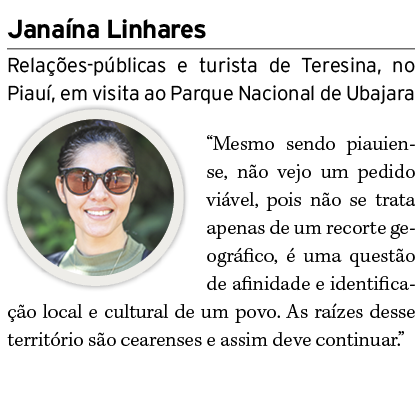 Janaína Linhares
Relações-públicas e turista de Teresina, no
Piauí, em visita ao Parque Nacional de Ubajara
“Mesmo sendo piauien-
se, não vejo um pedido
viável, pois não se trata
apenas de um recorte ge-
ográfico, é uma questão
de afinidade e identifica-
ção local e cultural de um povo. As raízes desse
território são cearenses e assim deve continuar.”